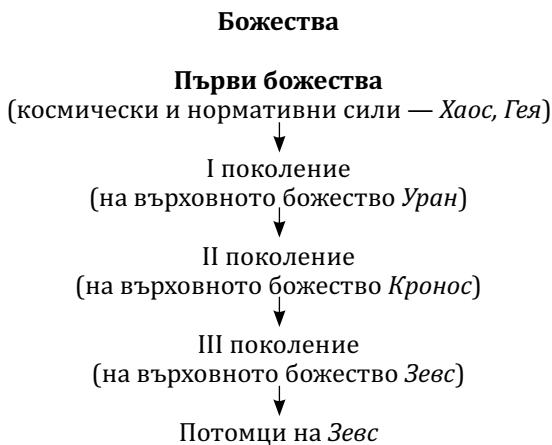 Божества
Първи божества
(космически и нормативни сили — Хаос, Гея)
I поколение
(на върховното божество Уран)
II поколение
(на върховното божество Кронос)
III поколение
(на върховното божество Зевс)
Потомци на Зевс